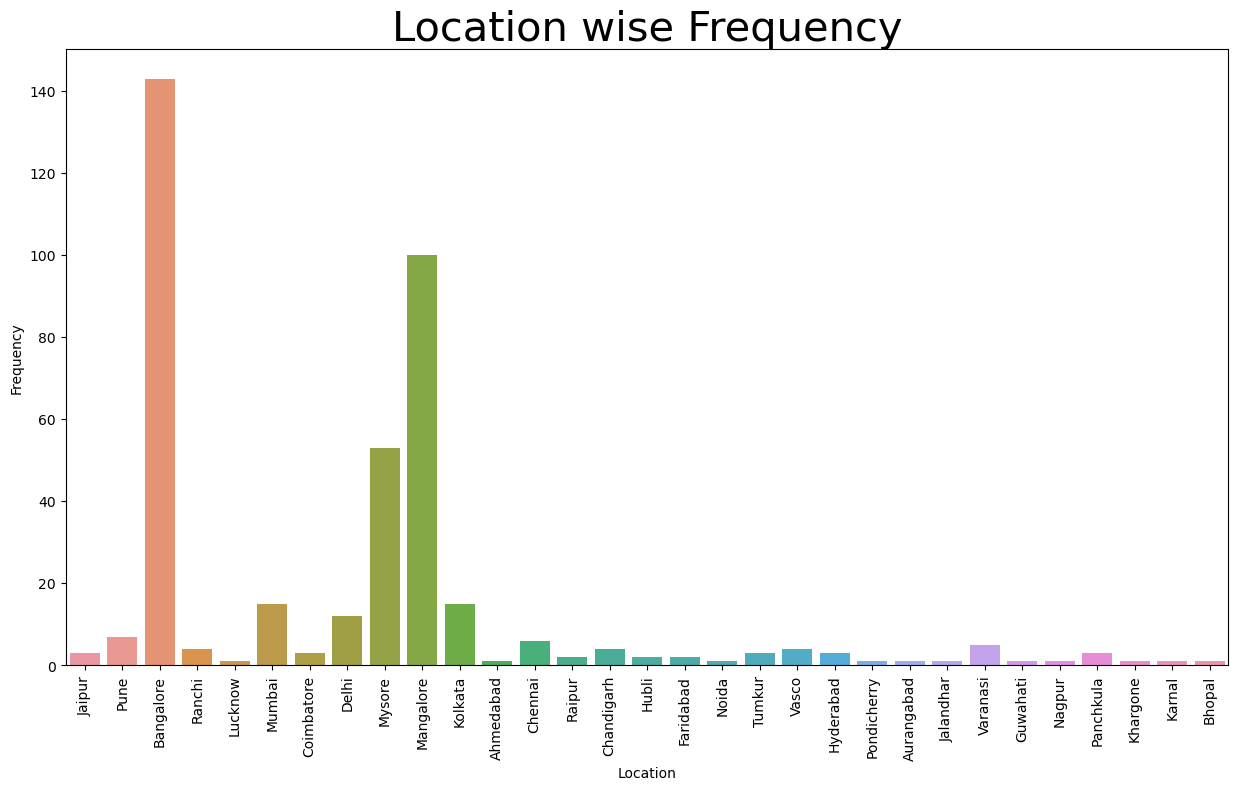 Location wise Frequency
140
120
100
80
60
40
20
0
Frequency
Jaipur
Pune
Bangalore
Ranchi
Lucknow
Mumbai
Coimbatore
Delhi
Mysore
Mangalore
Kolkata
Ahmedabad
Chennai
Raipur
Chandigarh
Hubli
Faridabad
Noida
Tumkur
Vasco
Hyderabad
Pondicherry
Aurangabad
Jalandhar
Varanasi
Guwahati
Nagpur
Panchkula
Khargone
Karnal
Bhopal
Location